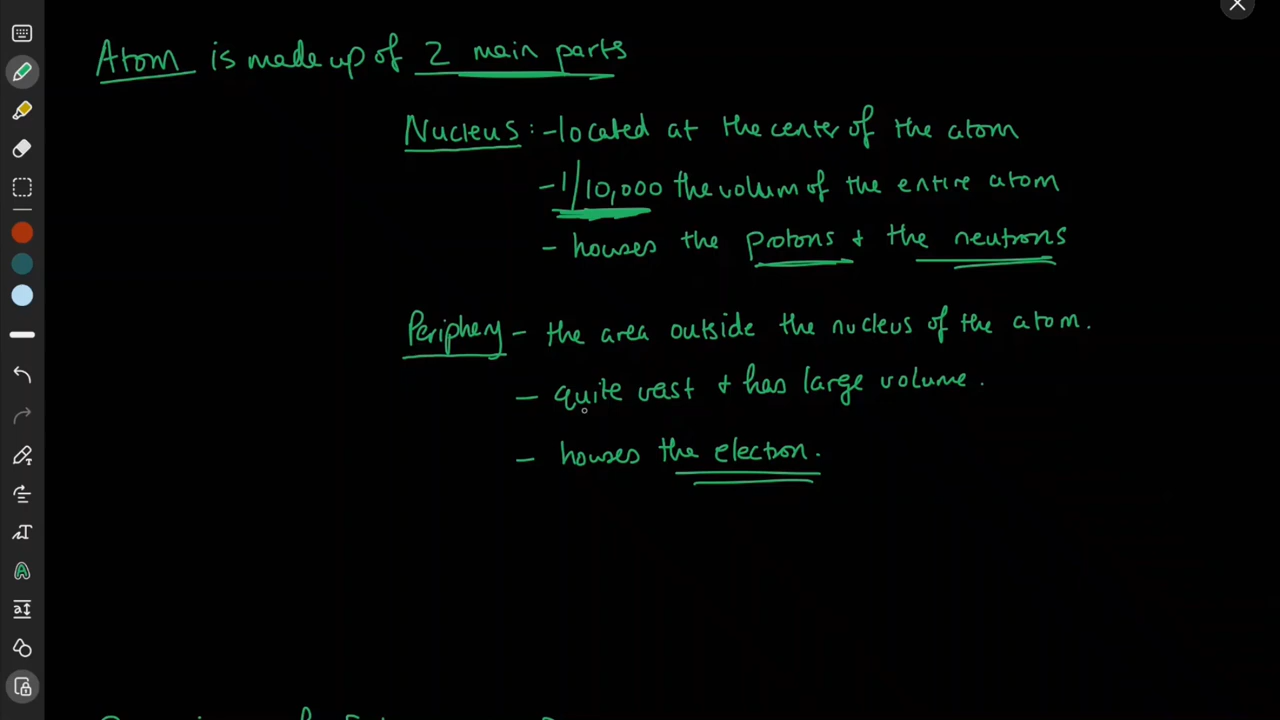 Atom is made up of 2 main parts
Nucleus: - located at the center of the atom
- 1/10,000 the volum of the entire atom
- houses the protons + the neutrons
Periphery - the area outside the nucleus of the atom.
- quite vast + has large volume.
- houses the electron.